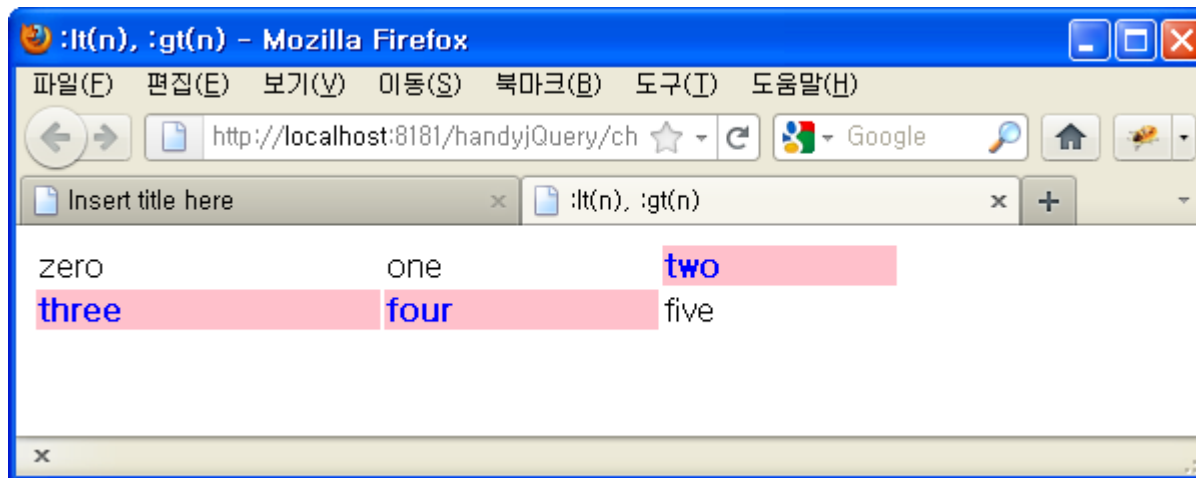 :lt(n), :gt(n) - Mozilla Firefox
파일(F) 편집(E) 보기(V) 이동(S) 북마크(B) 도구(T) 도움말(H)
http://localhost:8181/handyjQuery/ch Google
Insert title here :lt(n), :gt(n)
zero one two
three four five